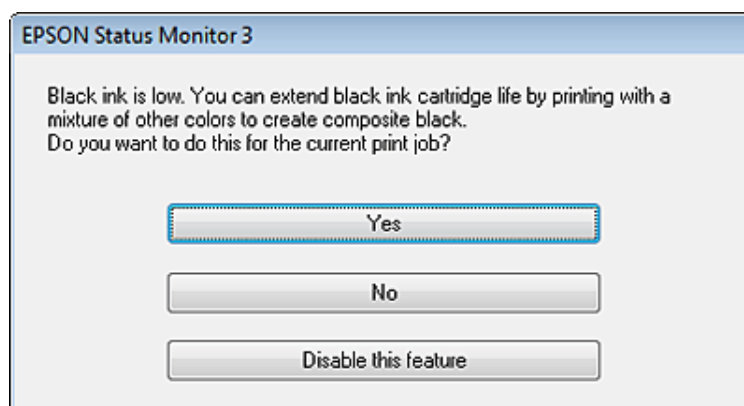 EPSON Status Monitor 3
Black ink is low. You can extend black ink cartridge life by printing with a
mixture of other colors to create composite black.
Do you want to do this for the current print job?
Yes
No
Disable this feature